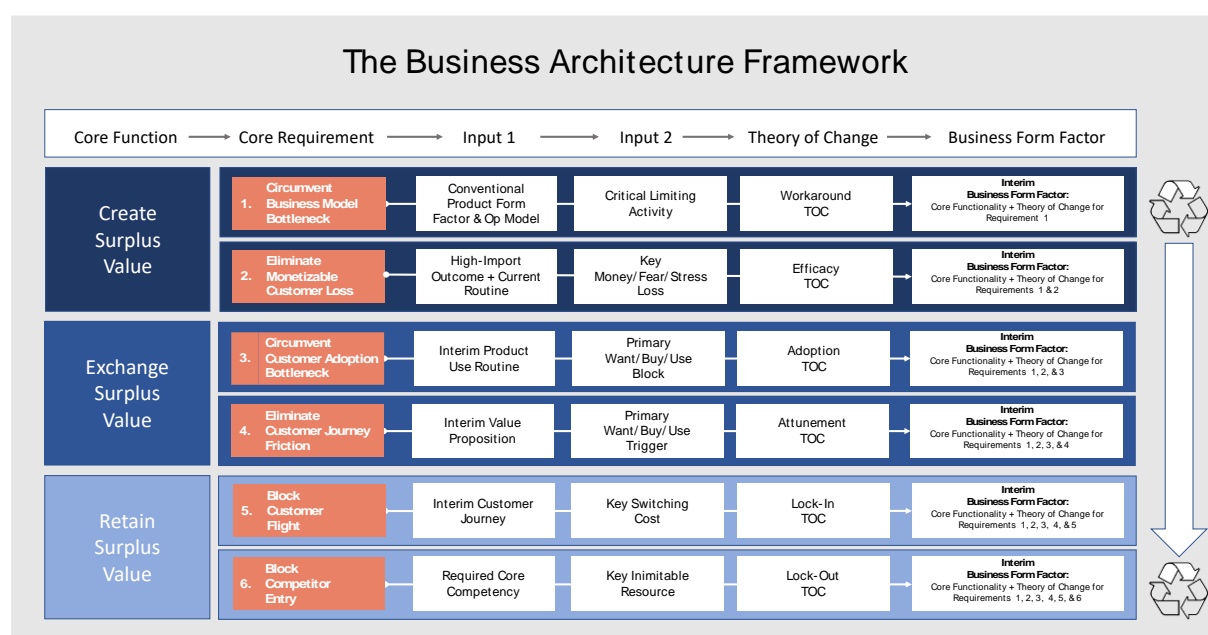 The Business Architecture Framework
Core Function
Core Requirement
Input 1
Input 2
Theory of Change
Business Form Factor
Create
Surplus
Value
1.
Circumvent
Business Model
Bottleneck
Conventional
Product Form
Factor & Op Model
Critical Limiting
Activity
Workaround
TOC
Interim
Business Form Factor:
Core Functionality + Theory of Change for
Requirement 1
2.
Eliminate
Monetizable
Customer Loss
High-Import
Outcome + Current
Routine
Key
Money/Fear/Stress
Loss
Efficacy
TOC
Interim
Business Form Factor:
Core Functionality + Theory of Change for
Requirements 1 & 2
Exchange
Surplus
Value
3.
Circumvent
Customer Adoption
Bottleneck
Interim Product
Use Routine
Primary
Want/Buy/Use
Block
Adoption
TOC
Interim
Business Form Factor:
Core Functionality + Theory of Change for
Requirements 1, 2, & 3
4.
Eliminate
Customer Journey
Friction
Interim Value
Proposition
Primary
Want/Buy/Use
Trigger
Attunement
TOC
Interim
Business Form Factor:
Core Functionality + Theory of Change for
Requirements 1, 2, 3, & 4
Retain
Surplus
Value
5.
Block
Customer
Flight
Interim Customer
Journey
Key Switching
Cost
Lock-In
TOC
Interim
Business Form Factor:
Core Functionality + Theory of Change for
Requirements 1, 2, 3, 4, & 5
6.
Block
Competitor
Entry
Required Core
Competency
Key Inimitable
Resource
Lock-Out
TOC
Interim
Business Form Factor:
Core Functionality + Theory of Change for
Requirements 1, 2, 3, 4, 5, & 6